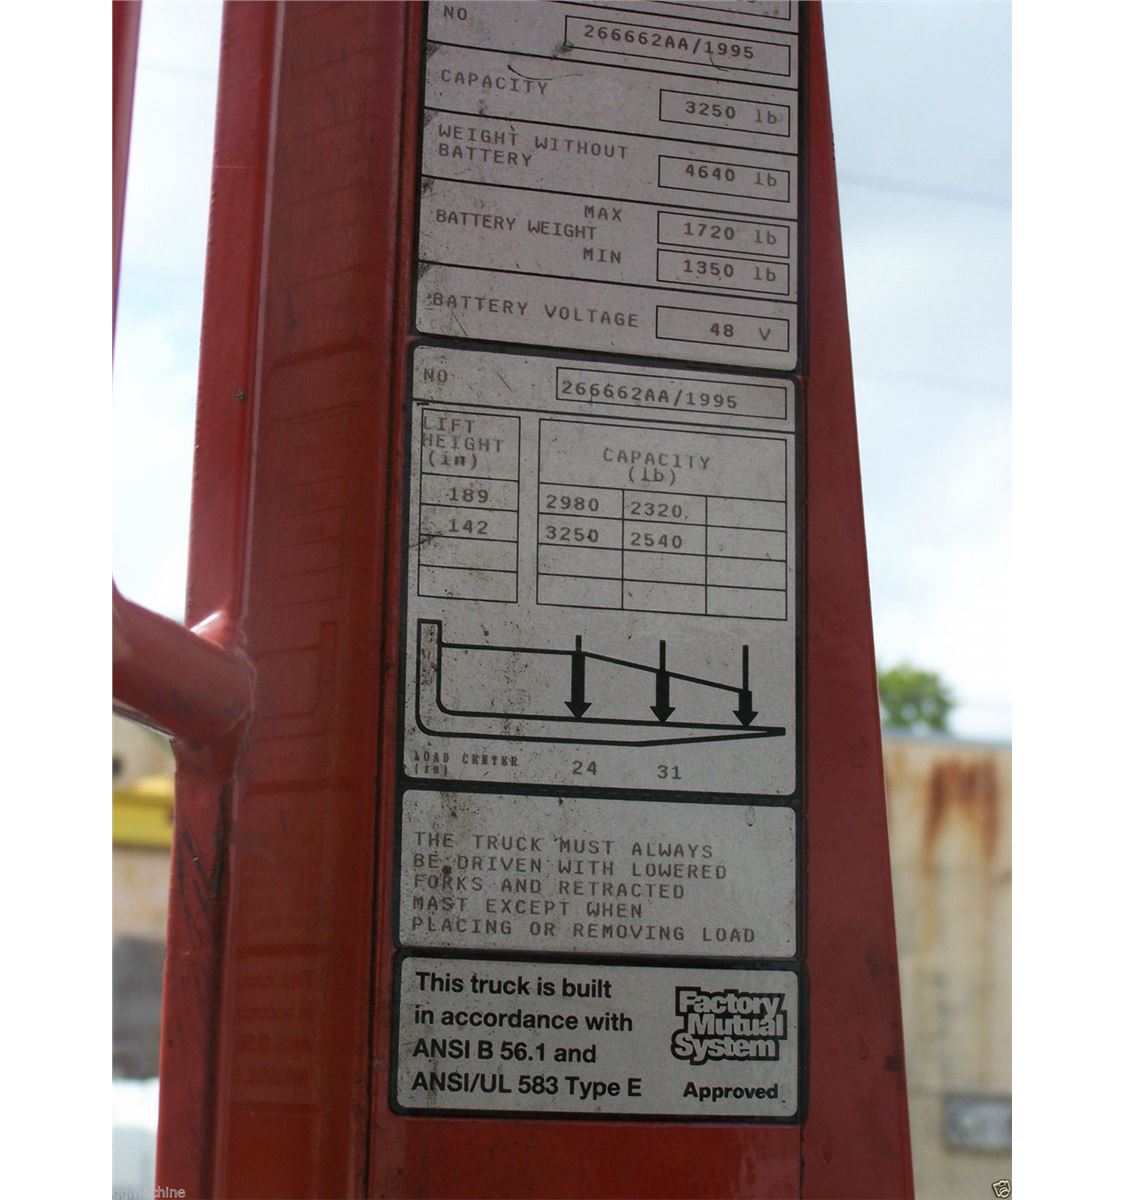 NO 266662AA/1995
CAPACITY 3250 lb
WEIGHT WITHOUT
BATTERY 4640 lb
MAX 1720 lb
BATTERY WEIGHT
MIN 1350 lb
BATTERY VOLTAGE 48 V
NO 266662AA/1995
LIFT
HEIGHT
(in)
CAPACITY
(lb)
189 2980 2320
142 3250 2540
LOAD CENTER
(in) 24 31
THE TRUCK MUST ALWAYS
BE DRIVEN WITH LOWERED
FORKS AND RETRACTED
MAST EXCEPT WHEN
PLACING OR REMOVING LOAD
This truck is built
in accordance with
ANSI B 56.1 and
ANSI/UL 583 Type E
Factory
Mutual
System
Approved
ggmachine